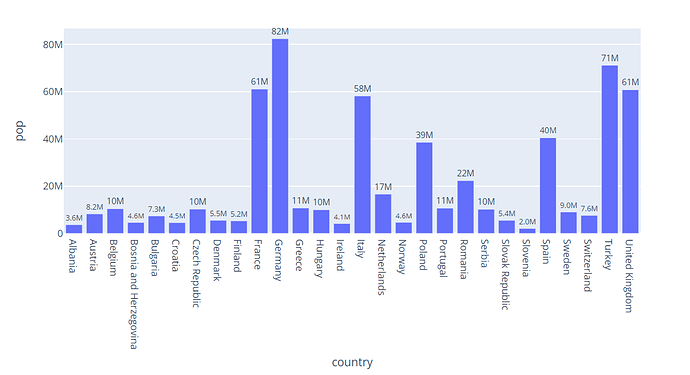 82M
80M
71M
61M
61M
58M
60M
40M
39M
40M
22M
20M
17M
3.6M
8.2M
10M
4.6M
7.3M
4.5M
10M
5.5M
5.2M
11M
10M
4.1M
4.6M
11M
10M
5.4M
2.0M
9.0M
7.6M
0
pop
Albania
Austria
Belgium
Bosnia and Herzegovina
Bulgaria
Croatia
Czech Republic
Denmark
Finland
France
Germany
Greece
Hungary
Ireland
Italy
Netherlands
Norway
Poland
Portugal
Romania
Serbia
Slovak Republic
Slovenia
Spain
Sweden
Switzerland
Turkey
United Kingdom
country